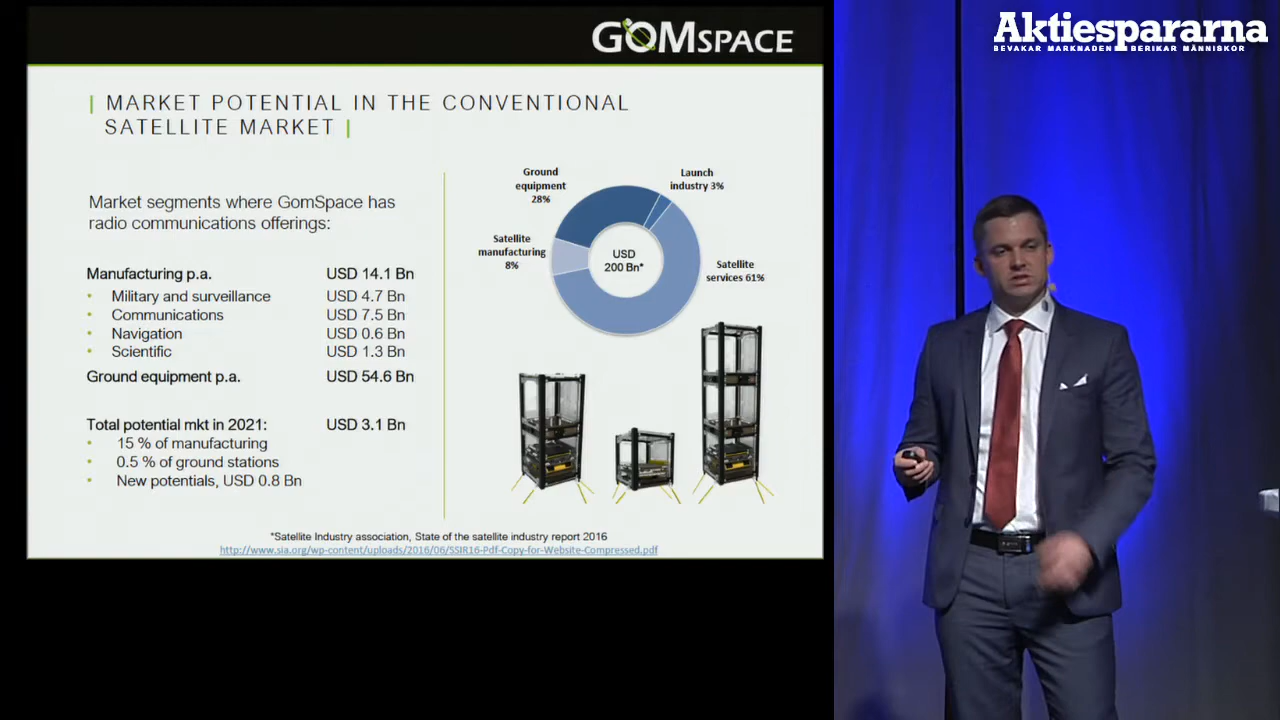 GOMSPACE
Aktiespararna
BEVAKAR MARKNADEN BERIKAR MÄNNISKOR
| MARKET POTENTIAL IN THE CONVENTIONAL
SATELLITE MARKET |
Market segments where GomSpace has
radio communications offerings:
Manufacturing p.a. USD 14.1 Bn
• Military and surveillance USD 4.7 Bn
• Communications USD 7.5 Bn
• Navigation USD 0.6 Bn
• Scientific USD 1.3 Bn
Ground equipment p.a. USD 54.6 Bn
Total potential mkt in 2021: USD 3.1 Bn
• 15 % of manufacturing
• 0.5 % of ground stations
• New potentials, USD 0.8 Bn
Ground
equipment
28%
Launch
industry 3%
Satellite
manufacturing
8%
USD
200 Bn*
Satellite
services 61%
*Satellite Industry association, State of the satellite industry report 2016
http://www.sia.org/wp-content/uploads/2016/06/SSIR16-Pdf-Copy-for-Website-Compressed.pdf